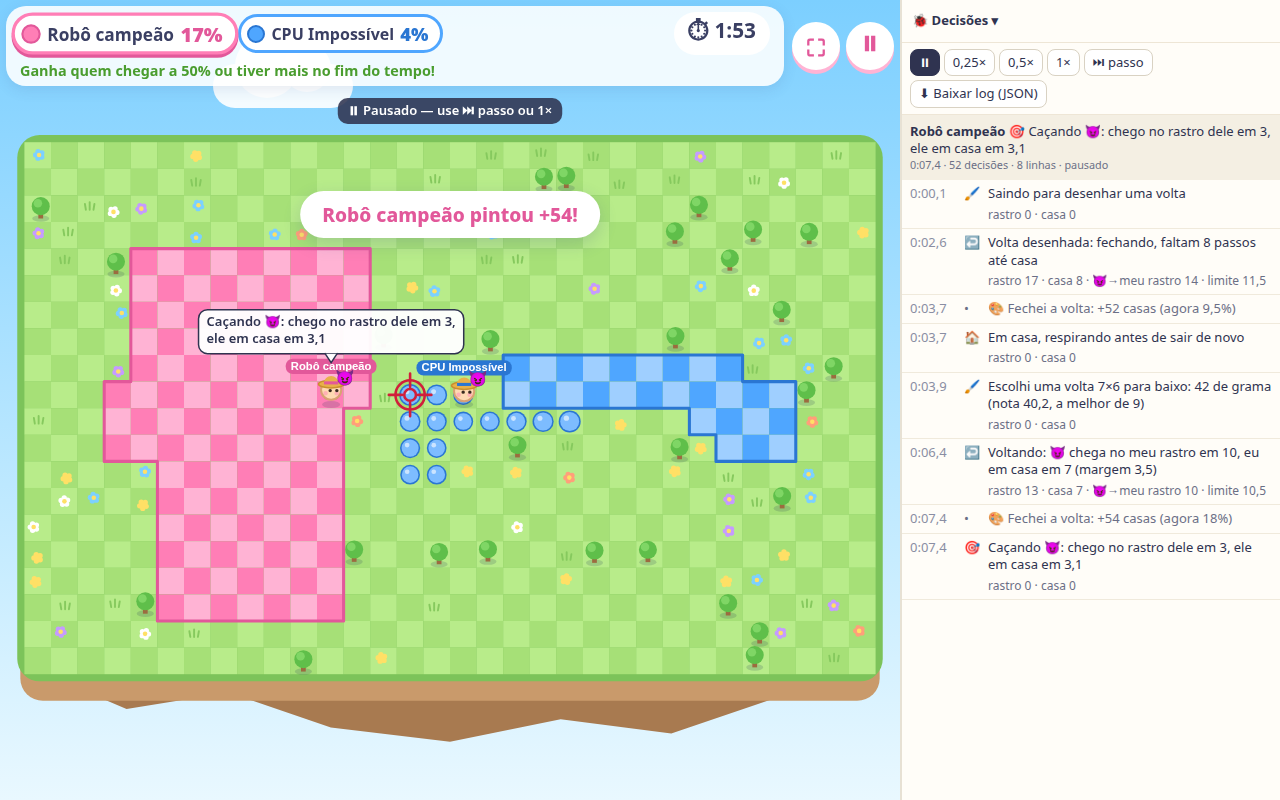 Robô campeão 17%
CPU Impossível 4%
⏱ 1:53
Ganha quem chegar a 50% ou tiver mais no fim do tempo!
⏸ Pausado — use ⏭ passo ou 1×
Robô campeão pintou +54!
Caçando 😈: chego no rastro dele em 3,
ele em casa em 3,1
Robô campeão
CPU Impossível
🐞 Decisões ▾
⏸ 0,25× 0,5× 1× ⏭ passo
⬇ Baixar log (JSON)
Robô campeão 🎯 Caçando 😈: chego no rastro dele em 3,
ele em casa em 3,1
0:07,4 · 52 decisões · 8 linhas · pausado
0:00,1 🖌️ Saindo para desenhar uma volta
rastro 0 · casa 0
0:02,6 ↩️ Volta desenhada: fechando, faltam 8 passos
até casa
rastro 17 · casa 8 · 😈→meu rastro 14 · limite 11,5
0:03,7 • 🎨 Fechei a volta: +52 casas (agora 9,5%)
0:03,7 🏠 Em casa, respirando antes de sair de novo
rastro 0 · casa 0
0:03,9 🖌️ Escolhi uma volta 7×6 para baixo: 42 de grama
(nota 40,2, a melhor de 9)
rastro 0 · casa 0
0:06,4 ↩️ Voltando: 😈 chega no meu rastro em 10, eu
em casa em 7 (margem 3,5)
rastro 13 · casa 7 · 😈→meu rastro 10 · limite 10,5
0:07,4 • 🎨 Fechei a volta: +54 casas (agora 18%)
0:07,4 🎯 Caçando 😈: chego no rastro dele em 3, ele
em casa em 3,1
rastro 0 · casa 0